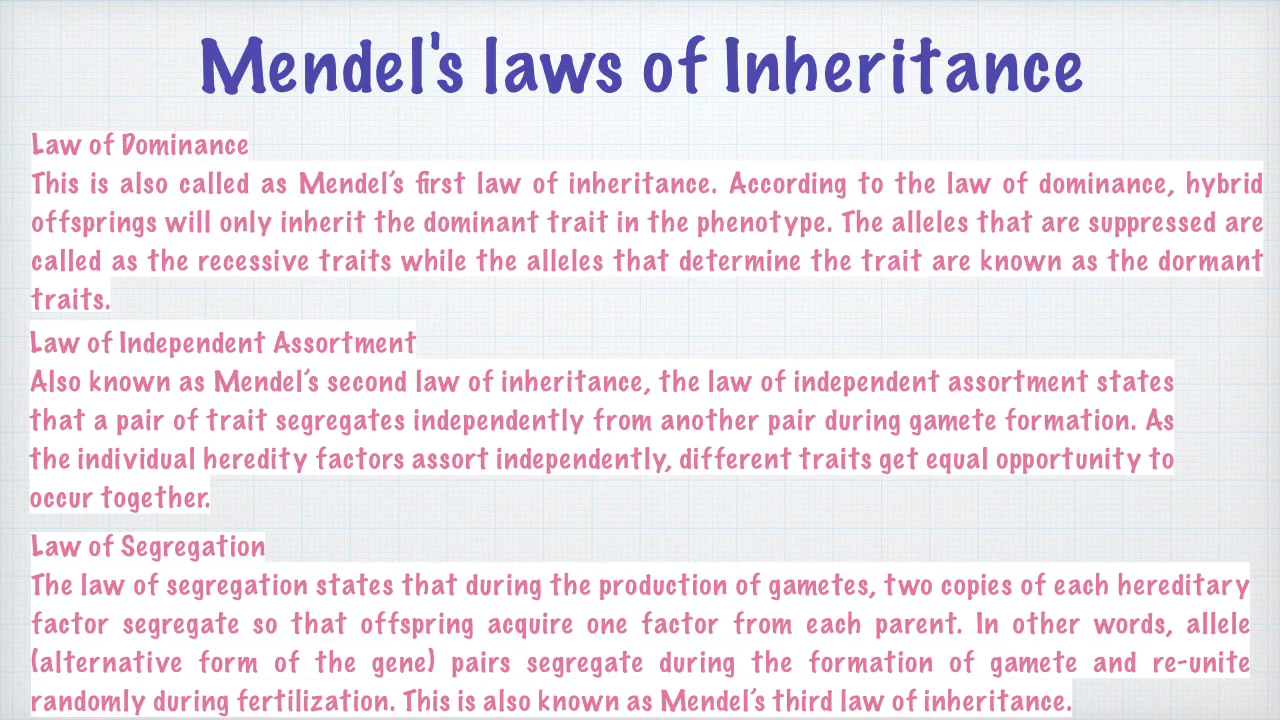 Mendel's laws of Inheritance
Law of Dominance
This is also called as Mendel’s first law of inheritance. According to the law of dominance, hybrid
offsprings will only inherit the dominant trait in the phenotype. The alleles that are suppressed are
called as the recessive traits while the alleles that determine the trait are known as the dormant
traits.
Law of Independent Assortment
Also known as Mendel’s second law of inheritance, the law of independent assortment states
that a pair of trait segregates independently from another pair during gamete formation. As
the individual heredity factors assort independently, different traits get equal opportunity to
occur together.
Law of Segregation
The law of segregation states that during the production of gametes, two copies of each hereditary
factor segregate so that offspring acquire one factor from each parent. In other words, allele
(alternative form of the gene) pairs segregate during the formation of gamete and re-unite
randomly during fertilization. This is also known as Mendel’s third law of inheritance.